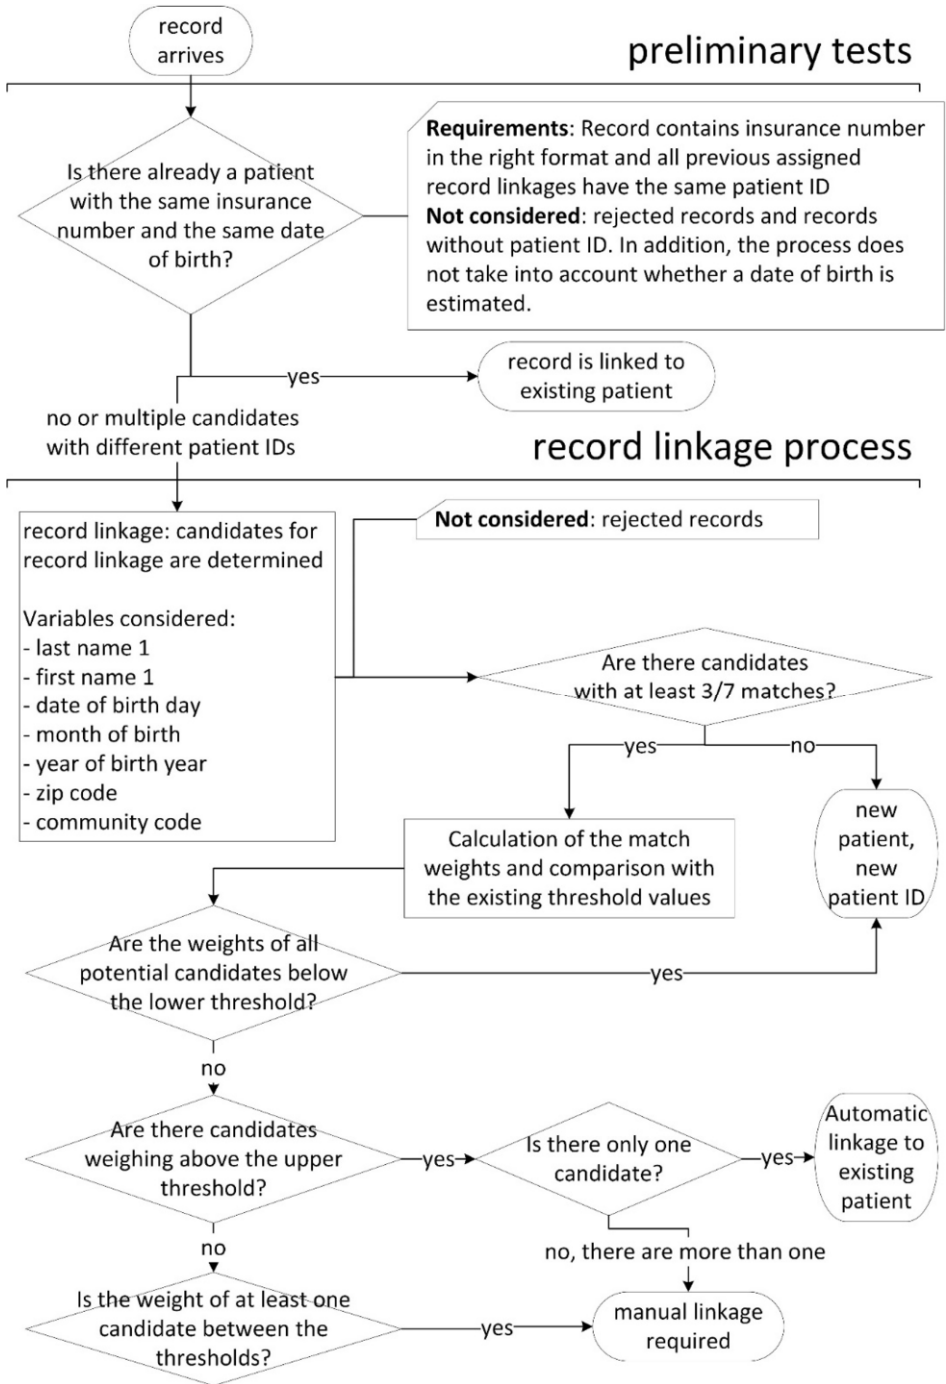 record
arrives
preliminary tests
Is there already a patient
with the same insurance
number and the same date
of birth?
Requirements: Record contains insurance number
in the right format and all previous assigned
record linkages have the same patient ID
Not considered: rejected records and records
without patient ID. In addition, the process does
not take into account whether a date of birth is
estimated.
yes
record is linked to
existing patient
no or multiple candidates
with different patient IDs
record linkage process
record linkage: candidates for
record linkage are determined
Variables considered:
- last name 1
- first name 1
- date of birth day
- month of birth
- year of birth year
- zip code
- community code
Not considered: rejected records
Are there candidates
with at least 3/7 matches?
yes
no
new
patient,
new
patient ID
Calculation of the match
weights and comparison with
the existing threshold values
Are the weights of all
potential candidates below
the lower threshold?
yes
no
Are there candidates
weighing above the upper
threshold?
yes
Is there only one
candidate?
yes
Automatic
linkage to
existing
patient
no
no, there are more than one
Is the weight of at least one
candidate between the
thresholds?
yes
manual linkage
required